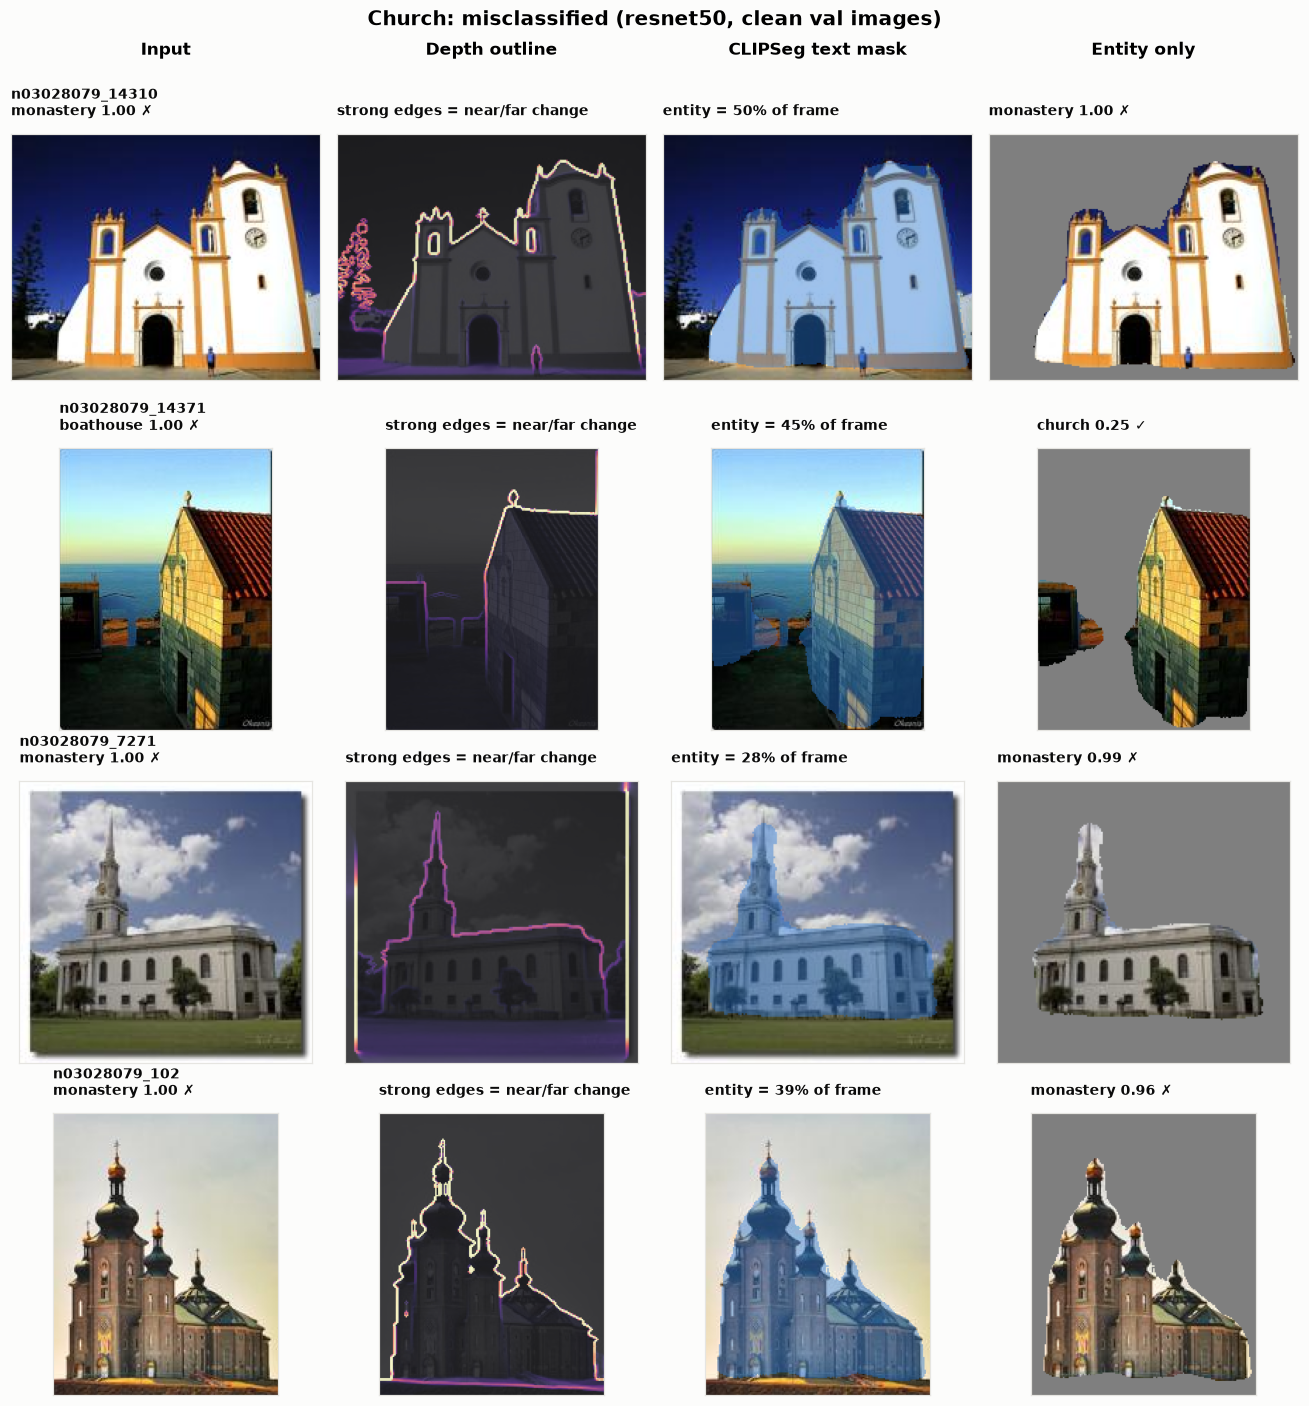 Church: misclassified (resnet50, clean val images)
Input Depth outline CLIPSeg text mask Entity only
n03028079_14310
monastery 1.00 ✗ strong edges = near/far change entity = 50% of frame monastery 1.00 ✗
n03028079_14371
boathouse 1.00 ✗ strong edges = near/far change entity = 45% of frame church 0.25 ✓
n03028079_7271
monastery 1.00 ✗ strong edges = near/far change entity = 28% of frame monastery 0.99 ✗
n03028079_102
monastery 1.00 ✗ strong edges = near/far change entity = 39% of frame monastery 0.96 ✗